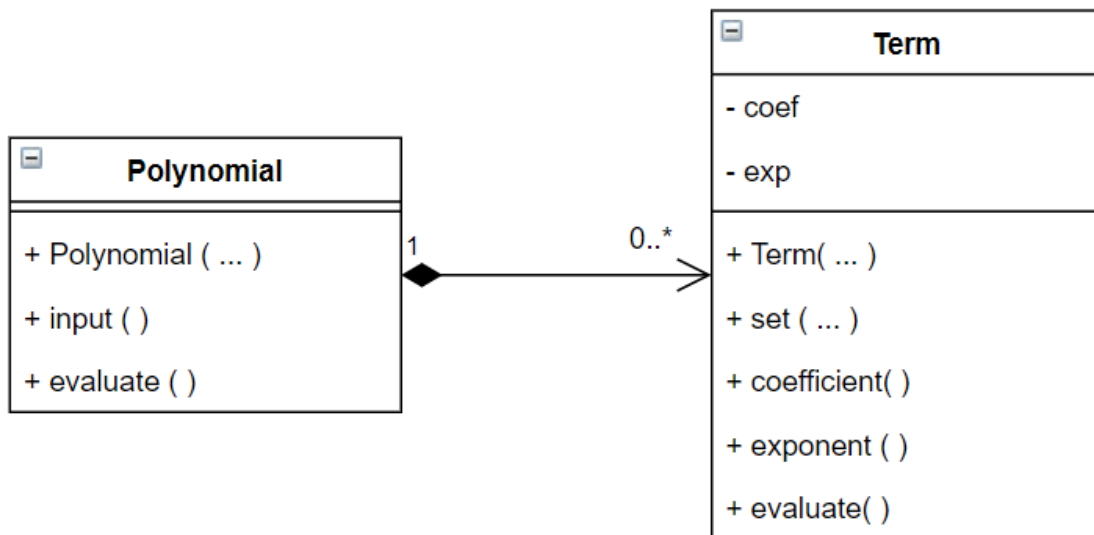 Polynomial
+ Polynomial ( ... )
+ input ( )
+ evaluate ( )
1
0..*
Term
- coef
- exp
+ Term( ... )
+ set ( ... )
+ coefficient( )
+ exponent ( )
+ evaluate( )